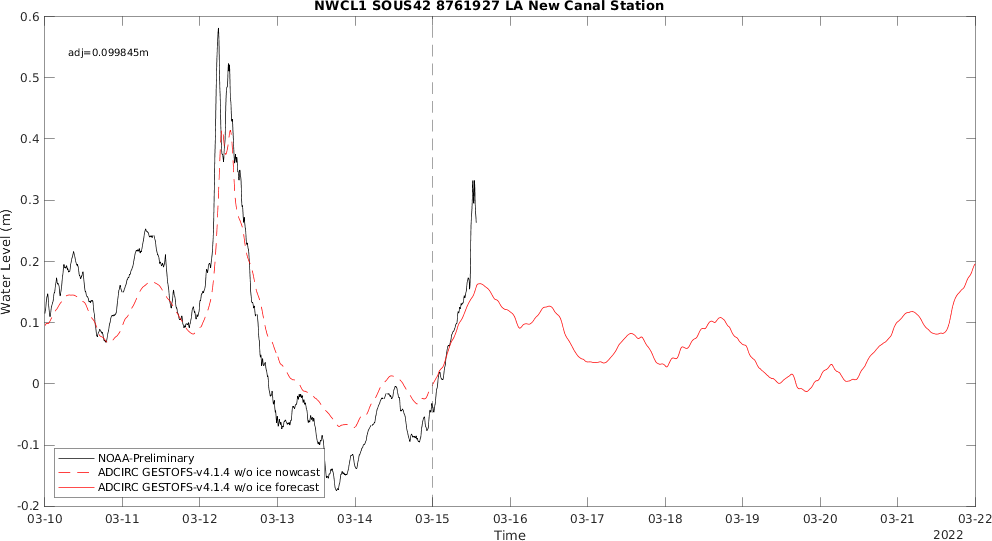 NWCL1 SOUS42 8761927 LA New Canal Station
adj=0.099845m
0.6
0.5
0.4
0.3
0.2
0.1
0
-0.1
-0.2
Water Level (m)
NOAA-Preliminary
ADCIRC GESTOFS-v4.1.4 w/o ice nowcast
ADCIRC GESTOFS-v4.1.4 w/o ice forecast
03-10 03-11 03-12 03-13 03-14 03-15 03-16 03-17 03-18 03-19 03-20 03-21 03-22
Time
2022